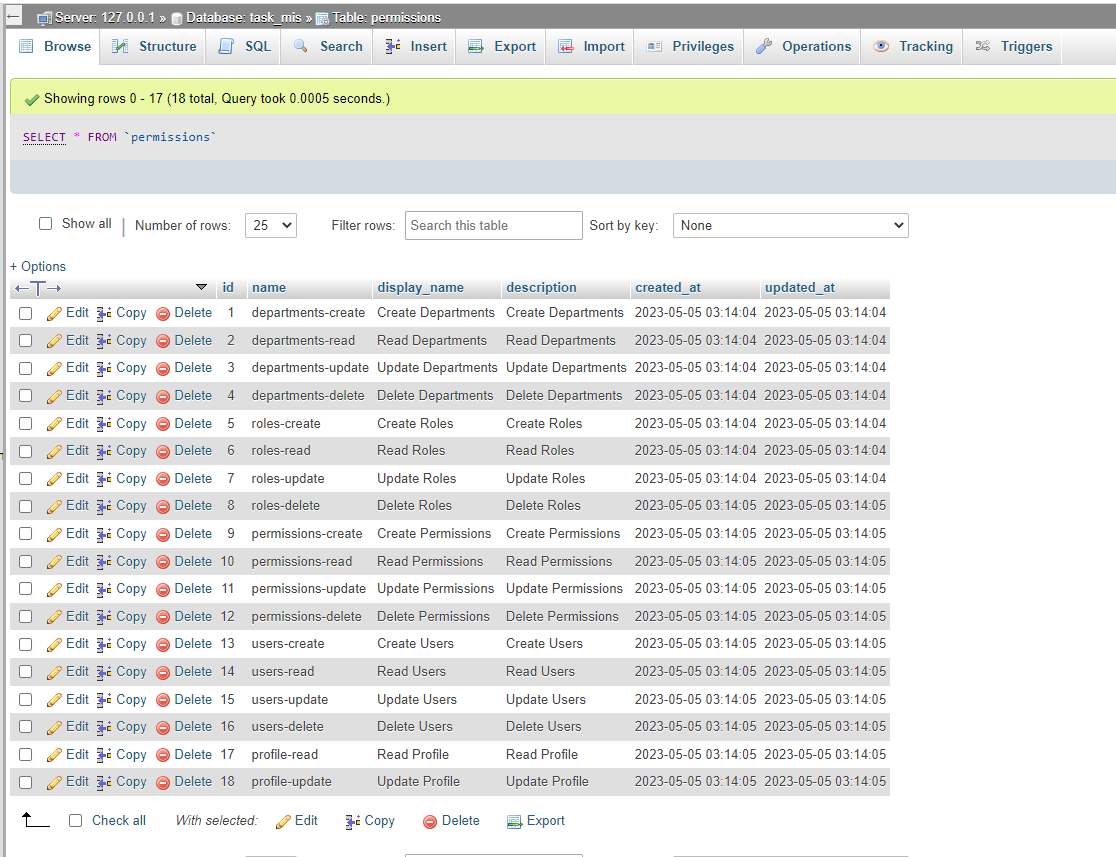 Server: 127.0.0.1 » Database: task_mis » Table: permissions
Browse Structure SQL Search Insert Export Import Privileges Operations Tracking Triggers
Showing rows 0 - 17 (18 total, Query took 0.0005 seconds.)
SELECT * FROM `permissions`
Show all Number of rows: 25 Filter rows: Search this table Sort by key: None
+ Options
id name display_name description created_at updated_at
Edit Copy Delete 1 departments-create Create Departments Create Departments 2023-05-05 03:14:04 2023-05-05 03:14:04
Edit Copy Delete 2 departments-read Read Departments Read Departments 2023-05-05 03:14:04 2023-05-05 03:14:04
Edit Copy Delete 3 departments-update Update Departments Update Departments 2023-05-05 03:14:04 2023-05-05 03:14:04
Edit Copy Delete 4 departments-delete Delete Departments Delete Departments 2023-05-05 03:14:04 2023-05-05 03:14:04
Edit Copy Delete 5 roles-create Create Roles Create Roles 2023-05-05 03:14:04 2023-05-05 03:14:04
Edit Copy Delete 6 roles-read Read Roles Read Roles 2023-05-05 03:14:04 2023-05-05 03:14:04
Edit Copy Delete 7 roles-update Update Roles Update Roles 2023-05-05 03:14:04 2023-05-05 03:14:04
Edit Copy Delete 8 roles-delete Delete Roles Delete Roles 2023-05-05 03:14:05 2023-05-05 03:14:05
Edit Copy Delete 9 permissions-create Create Permissions Create Permissions 2023-05-05 03:14:05 2023-05-05 03:14:05
Edit Copy Delete 10 permissions-read Read Permissions Read Permissions 2023-05-05 03:14:05 2023-05-05 03:14:05
Edit Copy Delete 11 permissions-update Update Permissions Update Permissions 2023-05-05 03:14:05 2023-05-05 03:14:05
Edit Copy Delete 12 permissions-delete Delete Permissions Delete Permissions 2023-05-05 03:14:05 2023-05-05 03:14:05
Edit Copy Delete 13 users-create Create Users Create Users 2023-05-05 03:14:05 2023-05-05 03:14:05
Edit Copy Delete 14 users-read Read Users Read Users 2023-05-05 03:14:05 2023-05-05 03:14:05
Edit Copy Delete 15 users-update Update Users Update Users 2023-05-05 03:14:05 2023-05-05 03:14:05
Edit Copy Delete 16 users-delete Delete Users Delete Users 2023-05-05 03:14:05 2023-05-05 03:14:05
Edit Copy Delete 17 profile-read Read Profile Read Profile 2023-05-05 03:14:05 2023-05-05 03:14:05
Edit Copy Delete 18 profile-update Update Profile Update Profile 2023-05-05 03:14:05 2023-05-05 03:14:05
Check all With selected: Edit Copy Delete Export